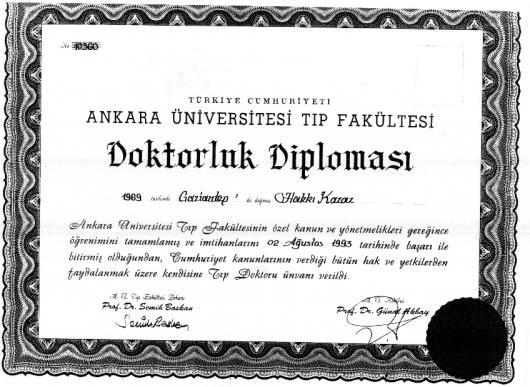 No 10360
TÜRKİYE CUMHURİYETİ
ANKARA ÜNİVERSİTESİ TIP FAKÜLTESİ
Doktorluk Diploması
1969 tarihinde Gaziantep' de doğmuş Hakkı Kazaz
Ankara Üniversitesi Tıp Fakültesinin özel kanun ve yönetmelikleri gereğince
öğrenimini tamamlamış ve imtihanlarını 02 Ağustos 1993 tarihinde başarı ile
bitirmiş olduğundan, Cumhuriyet kanunlarının verdiği bütün hak ve yetkilerden
faydalanmak üzere kendisine Tıp Doktoru ünvanı verildi.
A. Ü. Tıp Fakültesi Dekanı
Prof. Dr. Semih Baskan
A. Ü. Rektörü
Prof. Dr. Günal Akbay